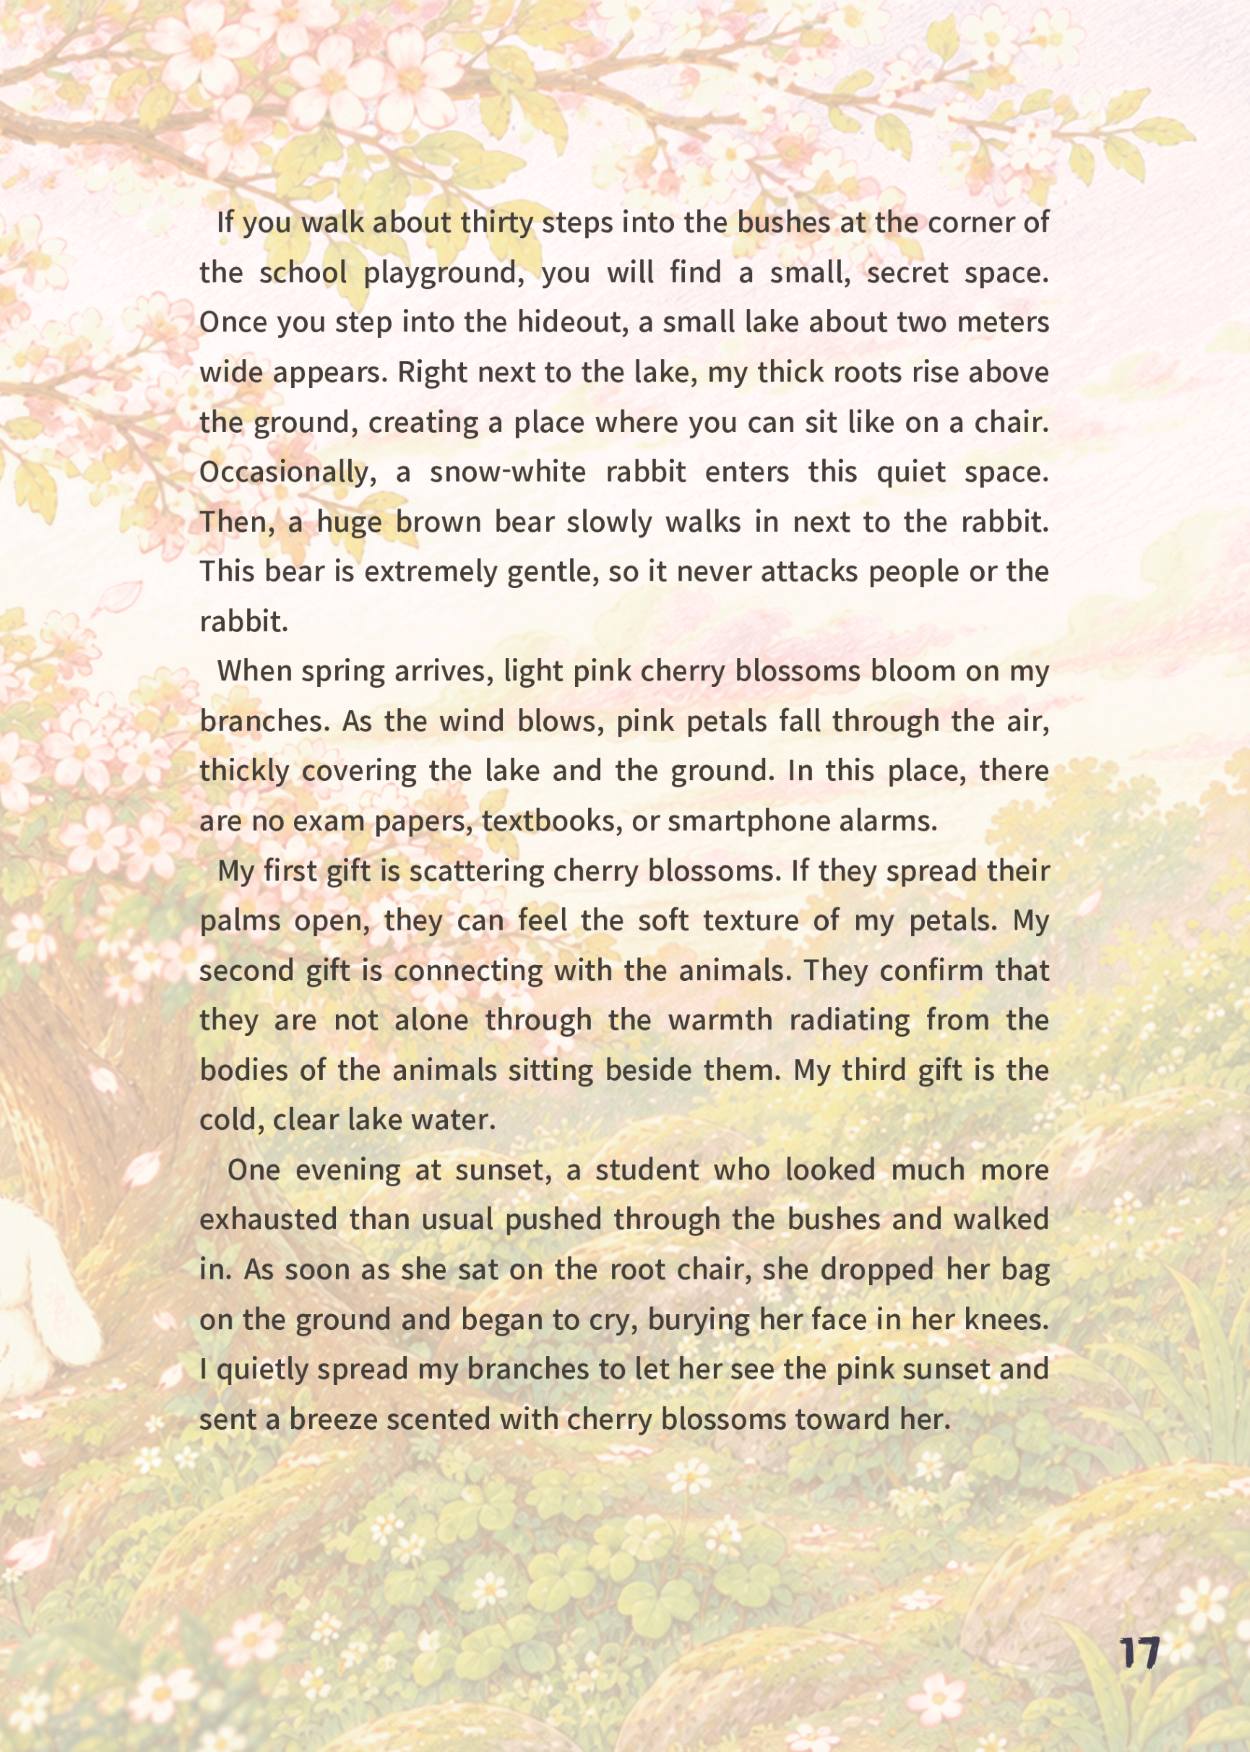 If you walk about thirty steps into the bushes at the corner of
the school playground, you will find a small, secret space.
Once you step into the hideout, a small lake about two meters
wide appears. Right next to the lake, my thick roots rise above
the ground, creating a place where you can sit like on a chair.
Occasionally, a snow-white rabbit enters this quiet space.
Then, a huge brown bear slowly walks in next to the rabbit.
This bear is extremely gentle, so it never attacks people or the
rabbit.
When spring arrives, light pink cherry blossoms bloom on my
branches. As the wind blows, pink petals fall through the air,
thickly covering the lake and the ground. In this place, there
are no exam papers, textbooks, or smartphone alarms.
My first gift is scattering cherry blossoms. If they spread their
palms open, they can feel the soft texture of my petals. My
second gift is connecting with the animals. They confirm that
they are not alone through the warmth radiating from the
bodies of the animals sitting beside them. My third gift is the
cold, clear lake water.
One evening at sunset, a student who looked much more
exhausted than usual pushed through the bushes and walked
in. As soon as she sat on the root chair, she dropped her bag
on the ground and began to cry, burying her face in her knees.
I quietly spread my branches to let her see the pink sunset and
sent a breeze scented with cherry blossoms toward her.
17